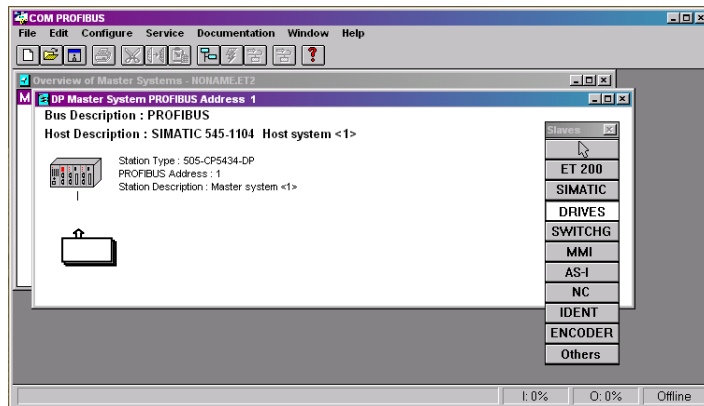 COM PROFIBUS
File Edit Configure Service Documentation Window Help
Overview of Master Systems - NONAME.ET2
M
DP Master System PROFIBUS Address 1
Bus Description : PROFIBUS
Host Description : SIMATIC 545-1104 Host system <1>
Station Type : 505-CP5434-DP
PROFIBUS Address : 1
Station Description : Master system <1>
Slaves
ET 200
SIMATIC
DRIVES
SWITCHG
MMI
AS-I
NC
IDENT
ENCODER
Others
I: 0% O: 0% Offline